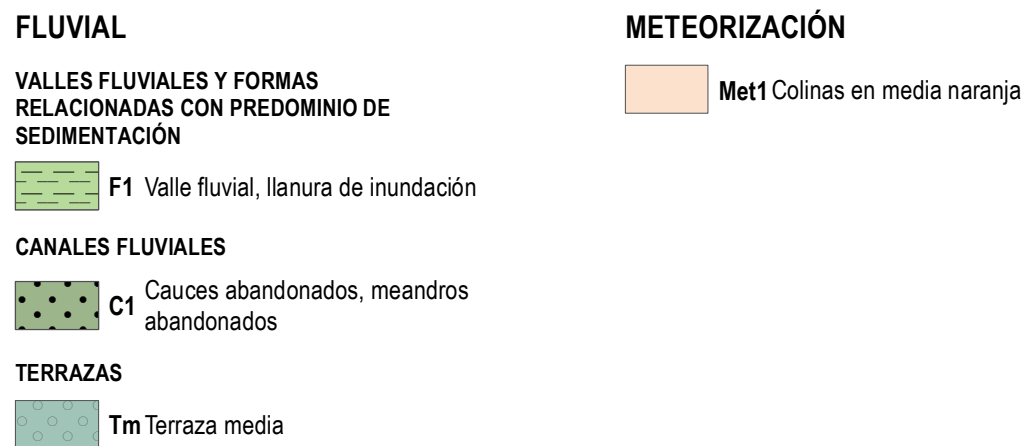 FLUVIAL
VALLES FLUVIALES Y FORMAS
RELACIONADAS CON PREDOMINIO DE
SEDIMENTACIÓN
F1 Valle fluvial, llanura de inundación
CANALES FLUVIALES
C1 Cauces abandonados, meandros
abandonados
TERRAZAS
Tm Terraza media
METEORIZACIÓN
Met1 Colinas en media naranja